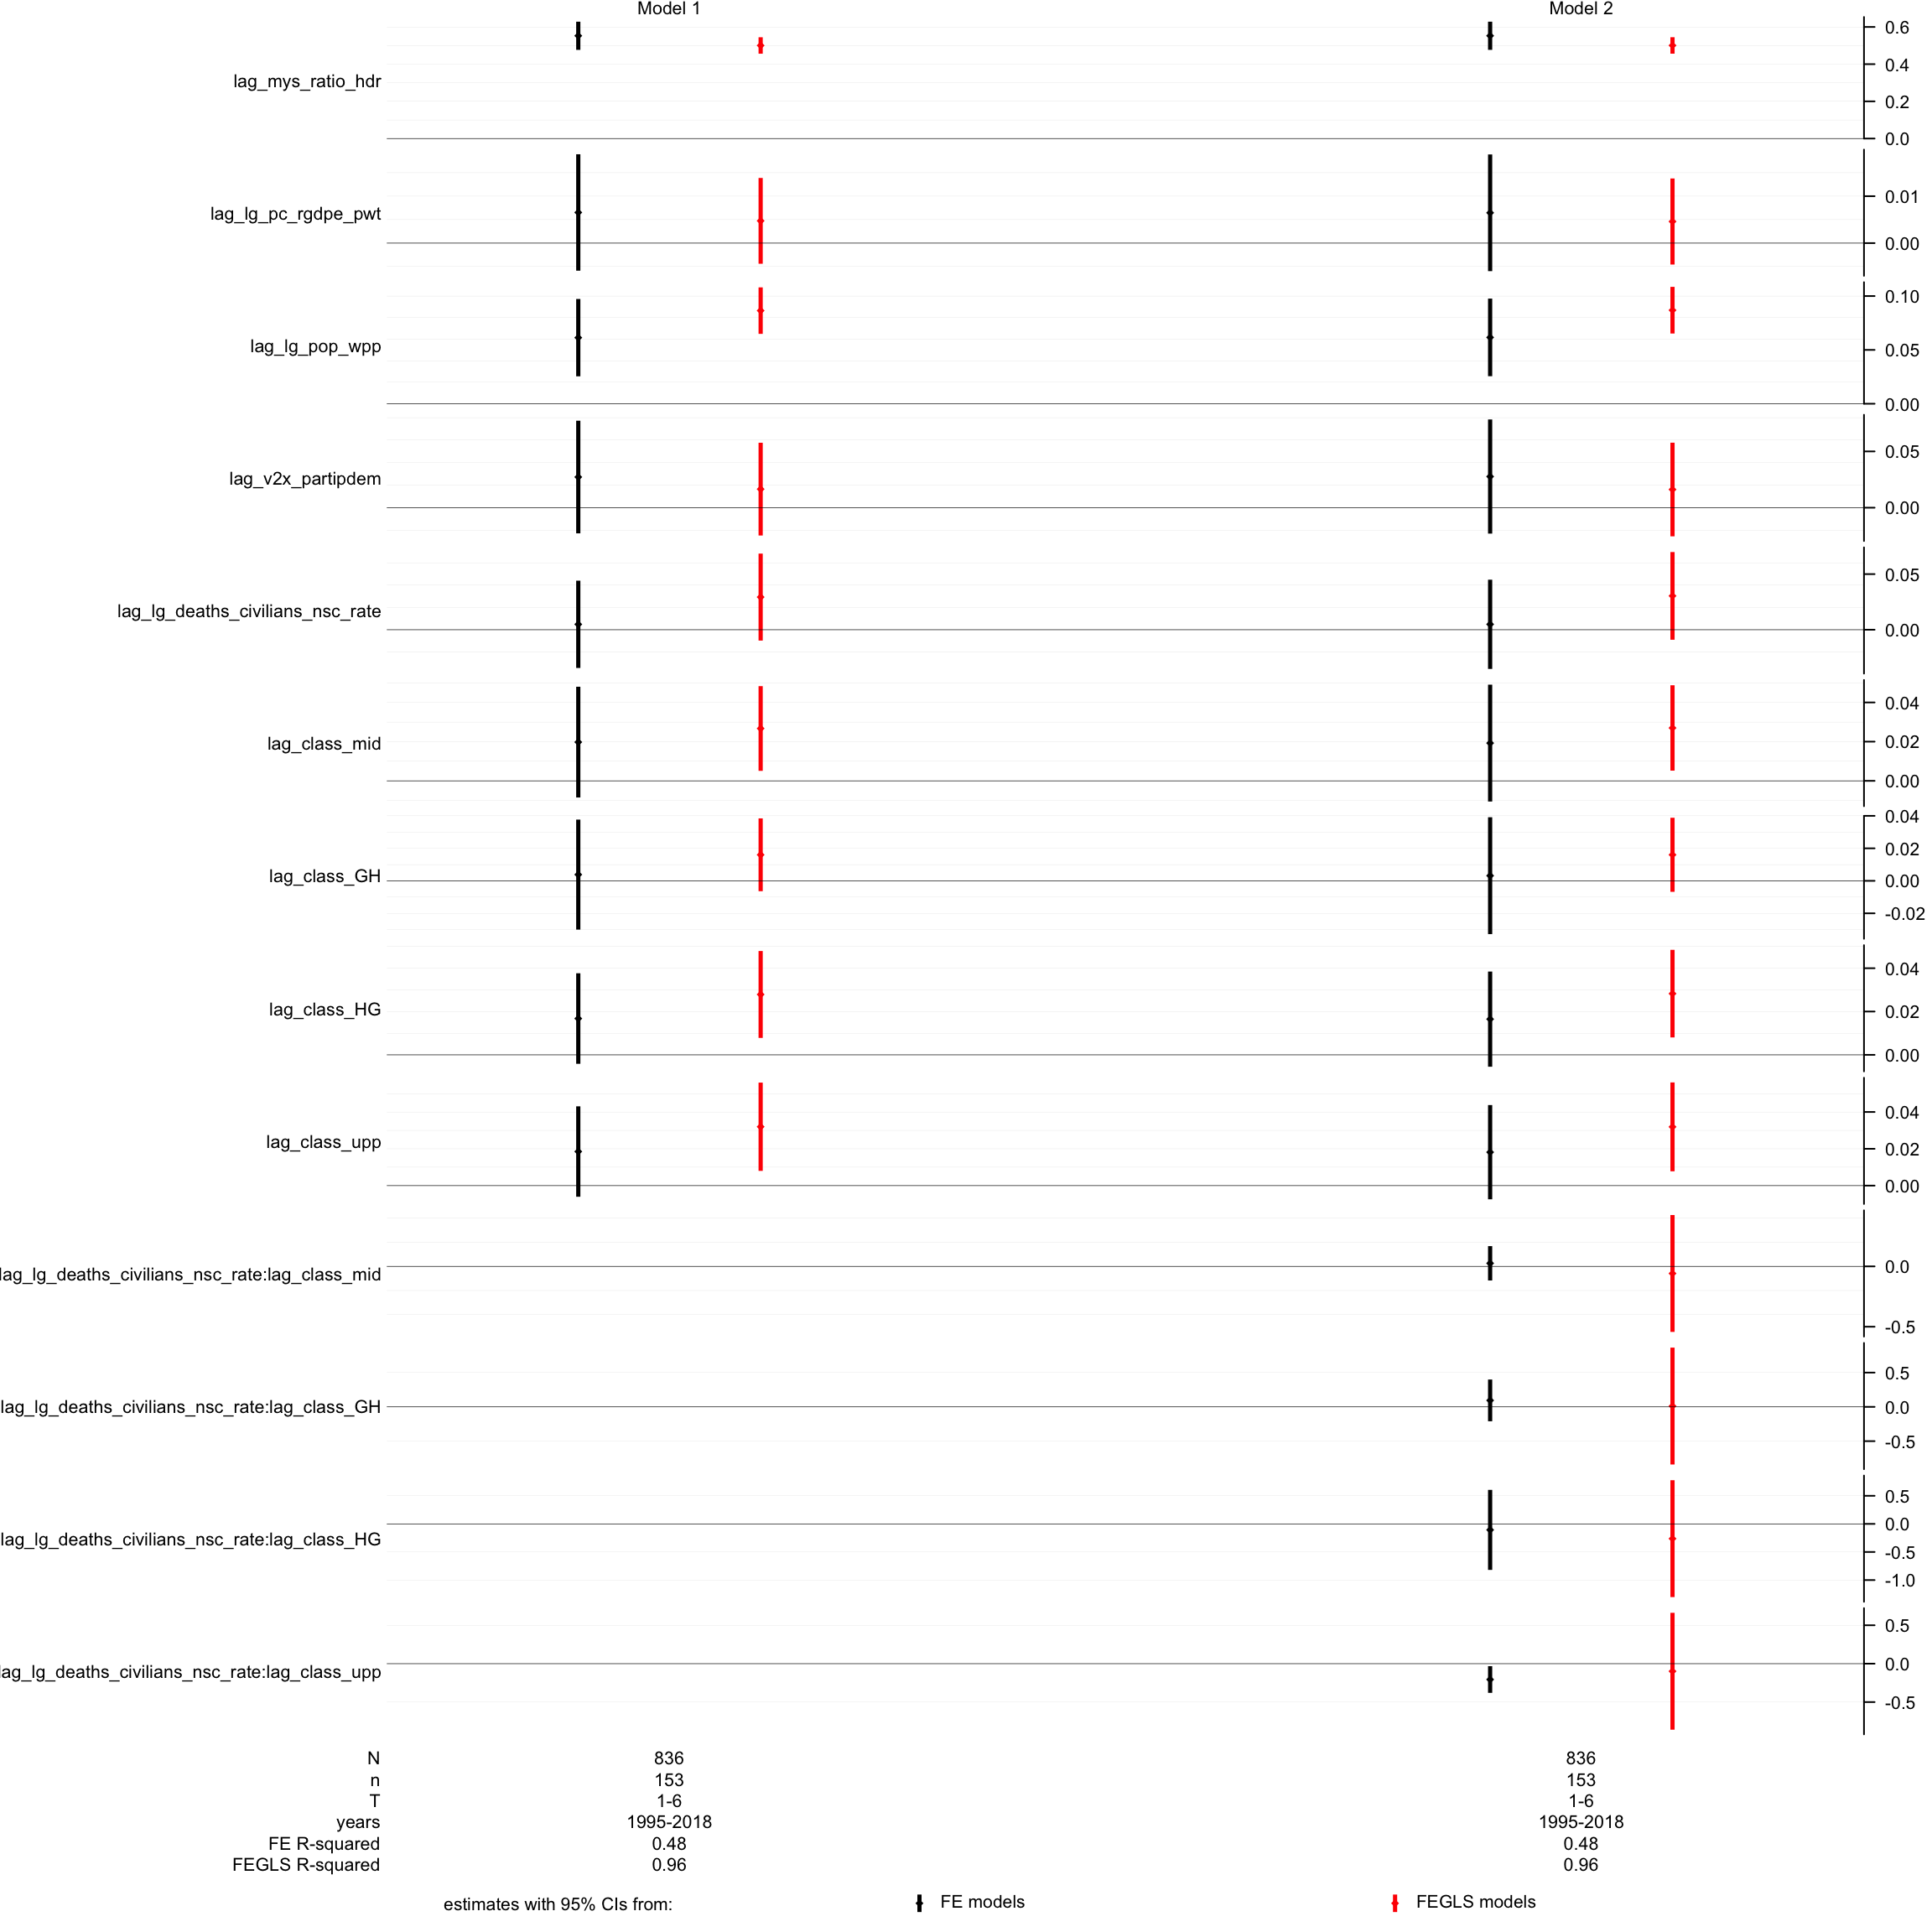 Model 1 Model 2
lag_mys_ratio_hdr
0.6
0.4
0.2
0.0
lag_lg_pc_rgdpe_pwt
0.01
0.00
lag_lg_pop_wpp
0.10
0.05
0.00
lag_v2x_partipdem
0.05
0.00
lag_lg_deaths_civilians_nsc_rate
0.05
0.00
lag_class_mid
0.04
0.02
0.00
lag_class_GH
0.04
0.02
0.00
-0.02
lag_class_HG
0.04
0.02
0.00
lag_class_upp
0.04
0.02
0.00
lag_lg_deaths_civilians_nsc_rate:lag_class_mid
0.0
-0.5
lag_lg_deaths_civilians_nsc_rate:lag_class_GH
0.5
0.0
-0.5
lag_lg_deaths_civilians_nsc_rate:lag_class_HG
0.5
0.0
-0.5
-1.0
lag_lg_deaths_civilians_nsc_rate:lag_class_upp
0.5
0.0
-0.5
N 836 836
n 153 153
T 1-6 1-6
years 1995-2018 1995-2018
FE R-squared 0.48 0.48
FEGLS R-squared 0.96 0.96
estimates with 95% CIs from: FE models FEGLS models